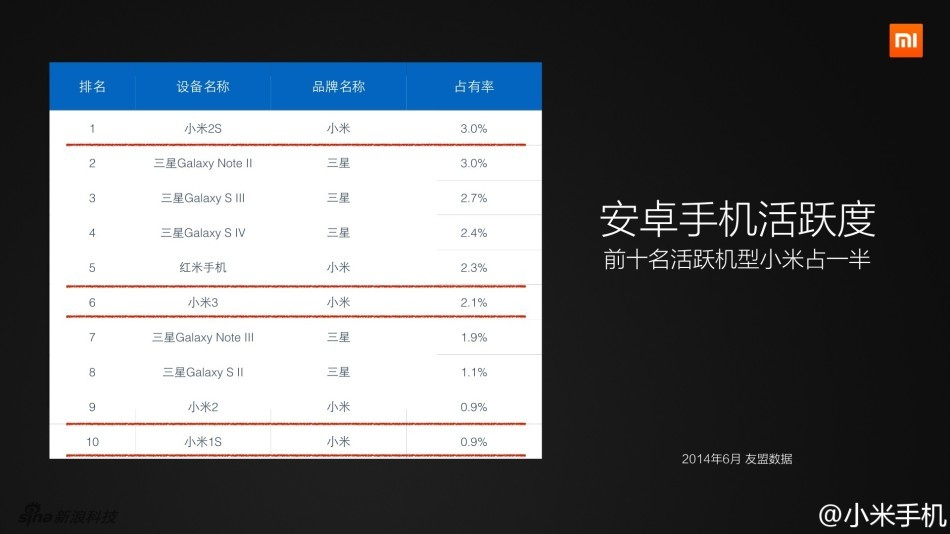 mi
排名 设备名称 品牌名称 占有率
1 小米2S 小米 3.0%
2 三星Galaxy Note II 三星 3.0%
3 三星Galaxy S III 三星 2.7%
4 三星Galaxy S IV 三星 2.4%
5 红米手机 小米 2.3%
6 小米3 小米 2.1%
7 三星Galaxy Note III 三星 1.9%
8 三星Galaxy S II 三星 1.1%
9 小米2 小米 0.9%
10 小米1S 小米 0.9%
安卓手机活跃度
前十名活跃机型小米占一半
2014年6月 友盟数据
sina新浪科技
@小米手机